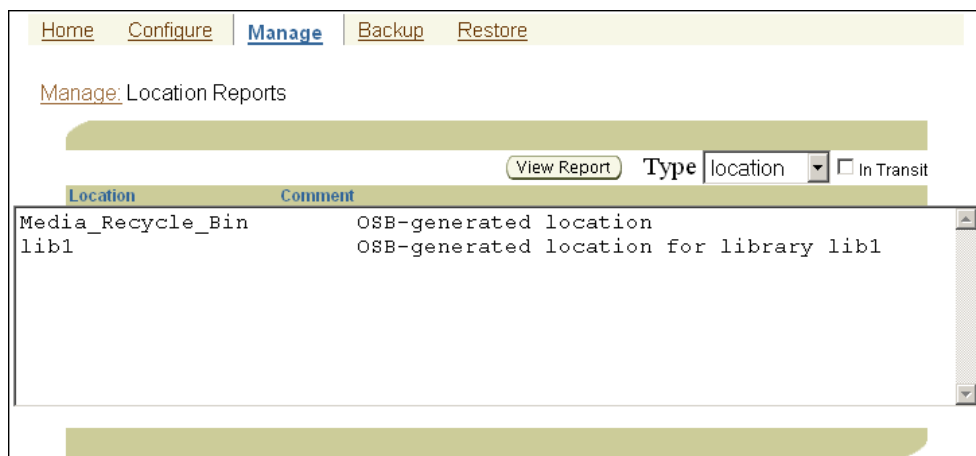 Home Configure Manage Backup Restore
Manage: Location Reports
View Report Type location In Transit
Location Comment
Media_Recycle_Bin OSB-generated location
lib1 OSB-generated location for library lib1